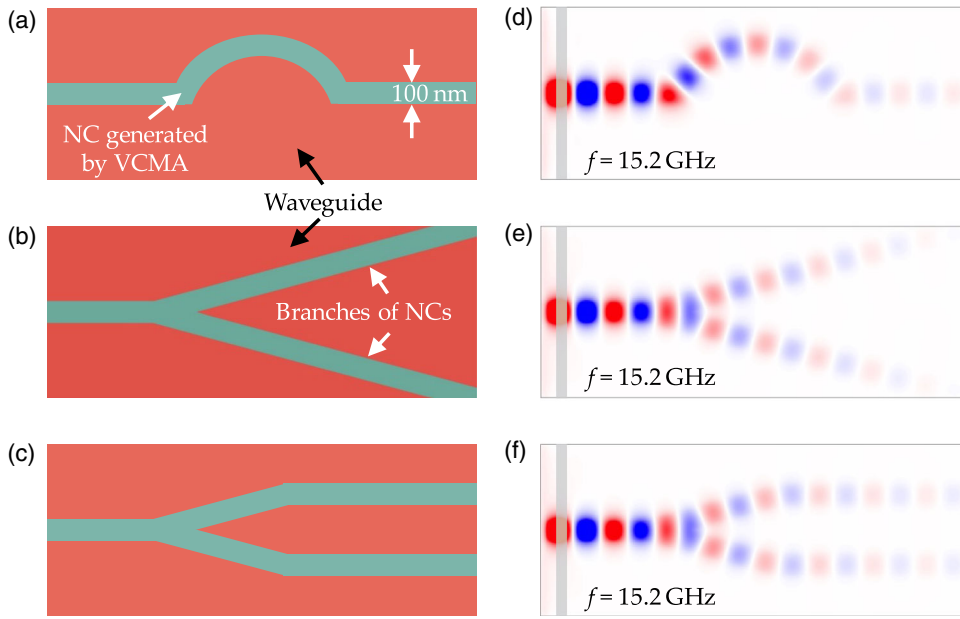 (a)
100 nm
NC generated
by VCMA
Waveguide
(b)
Branches of NCs
(c)
(d)
f = 15.2 GHz
(e)
f = 15.2 GHz
(f)
f = 15.2 GHz